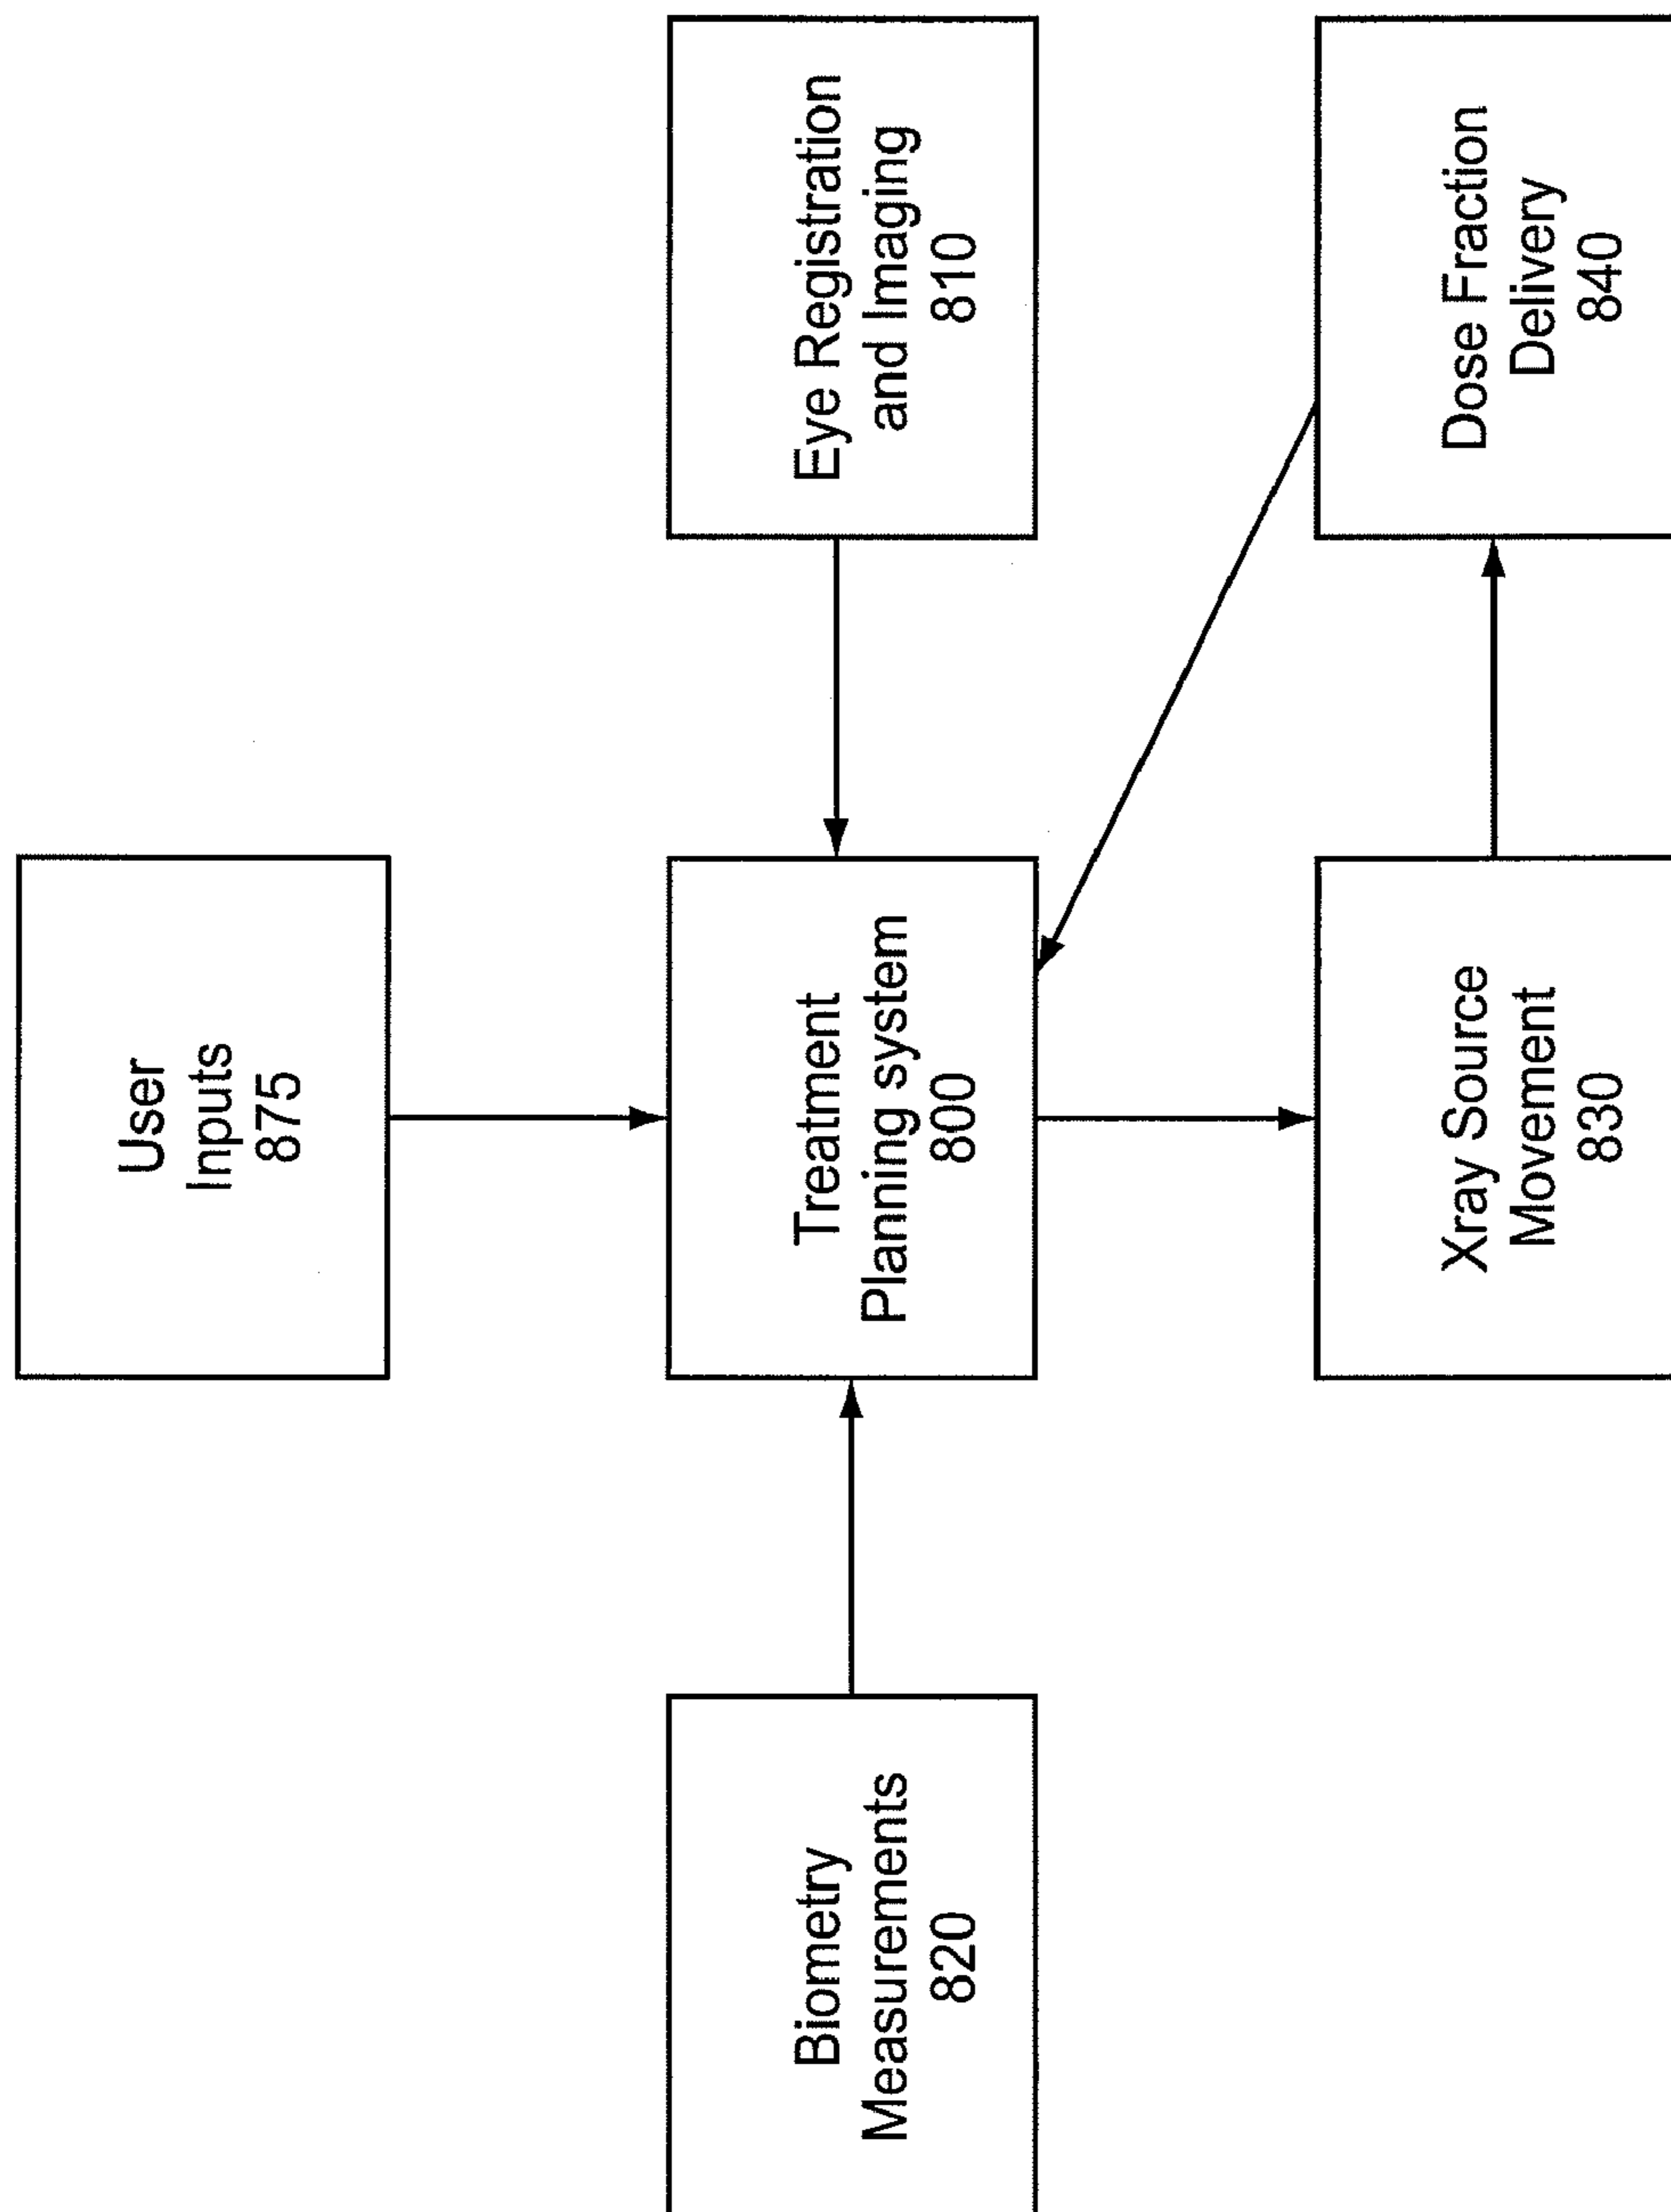 User
Inputs
875
Biometry
Measurements
820
Treatment
Planning system
800
Eye Registration
and Imaging
810
Xray Source
Movement
830
Dose Fraction
Delivery
840